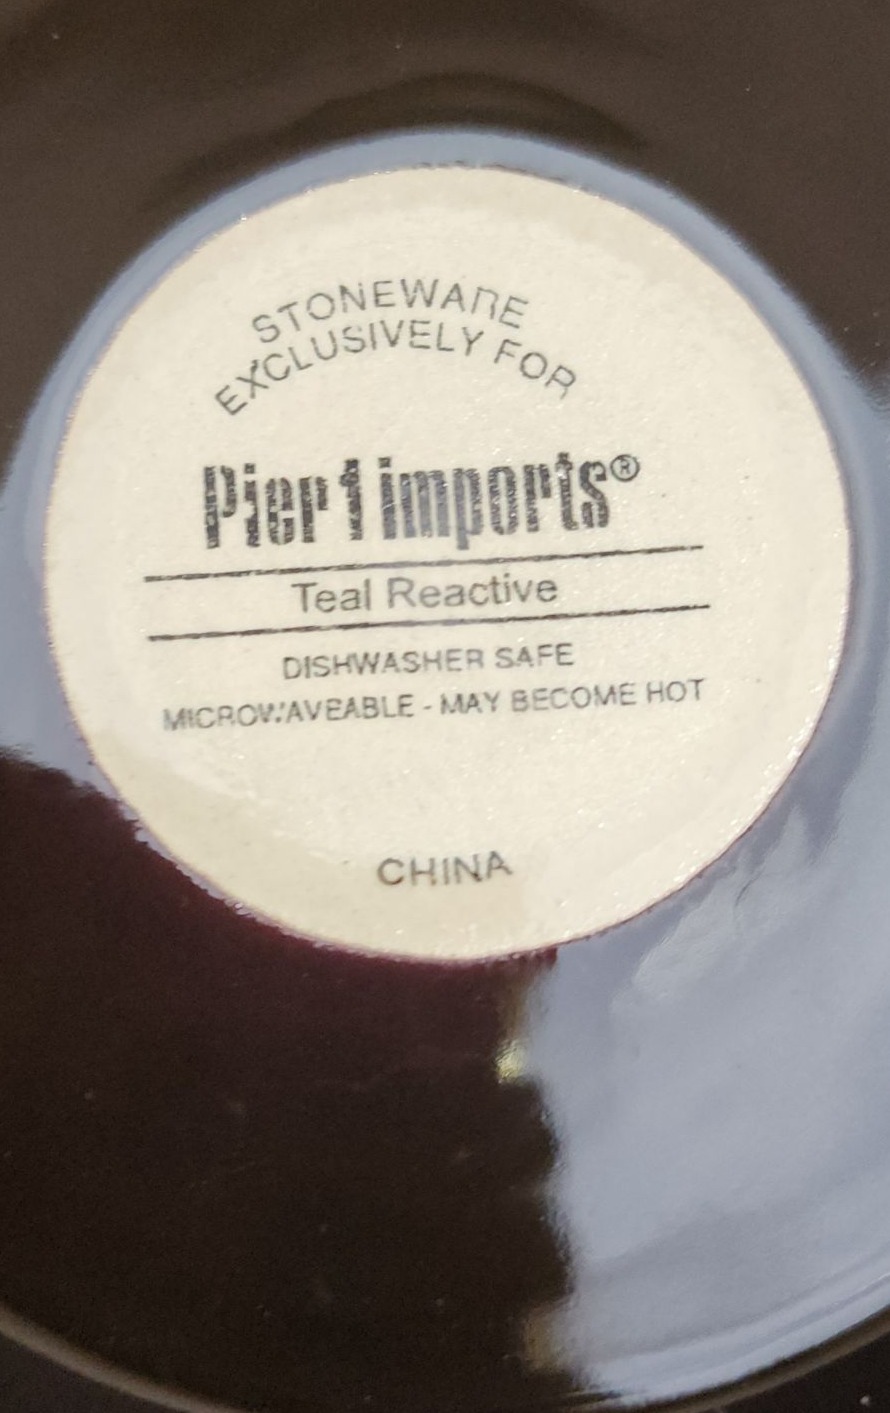 STONEWARE
EXCLUSIVELY FOR
Pier 1 imports®
Teal Reactive
DISHWASHER SAFE
MICROWAVEABLE - MAY BECOME HOT
CHINA